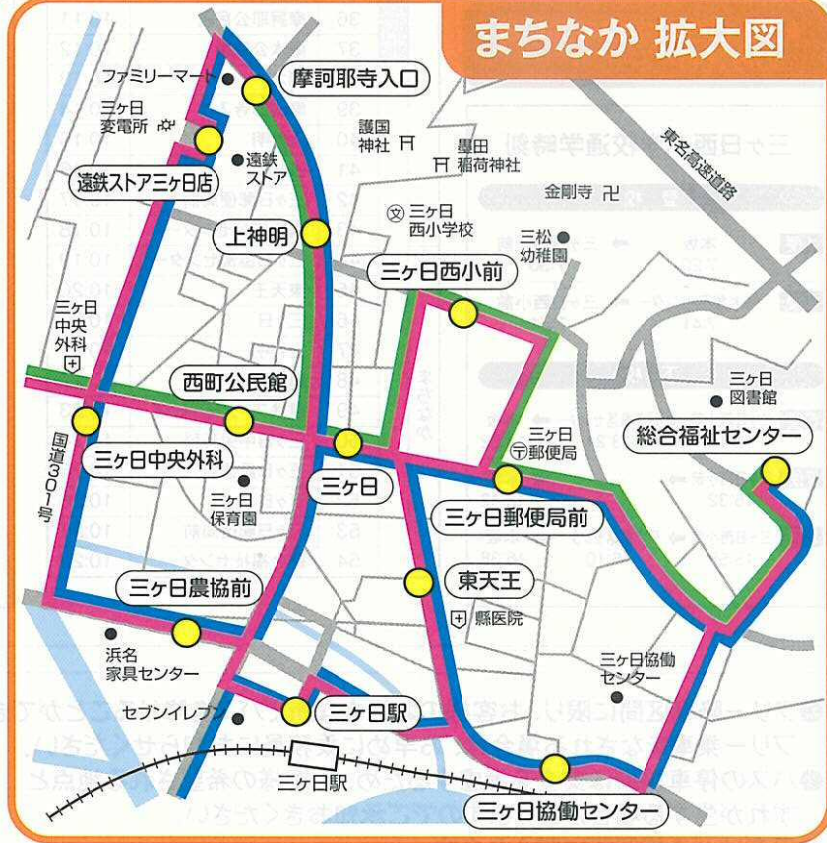 まちなか 拡大図
ファミリーマート
摩訶耶寺入口
三ヶ日
変電所
遠鉄ストア三ヶ日店
遠鉄
ストア
護国
神社
墨田
稲荷神社
東名高速道路
金剛寺
上神明
文
三ヶ日
西小学校
三松
幼稚園
三ヶ日西小前
三ヶ日
中央
外科
西町公民館
三ヶ日
図書館
総合福祉センター
三ヶ日中央外科
国道301号
三ヶ日
三ヶ日
郵便局
三ヶ日郵便局前
三ヶ日
保育園
三ヶ日農協前
東天王
縣医院
浜名
家具センター
三ヶ日協働
センター
セブンイレブン
三ヶ日駅
三ヶ日駅
三ヶ日協働センター